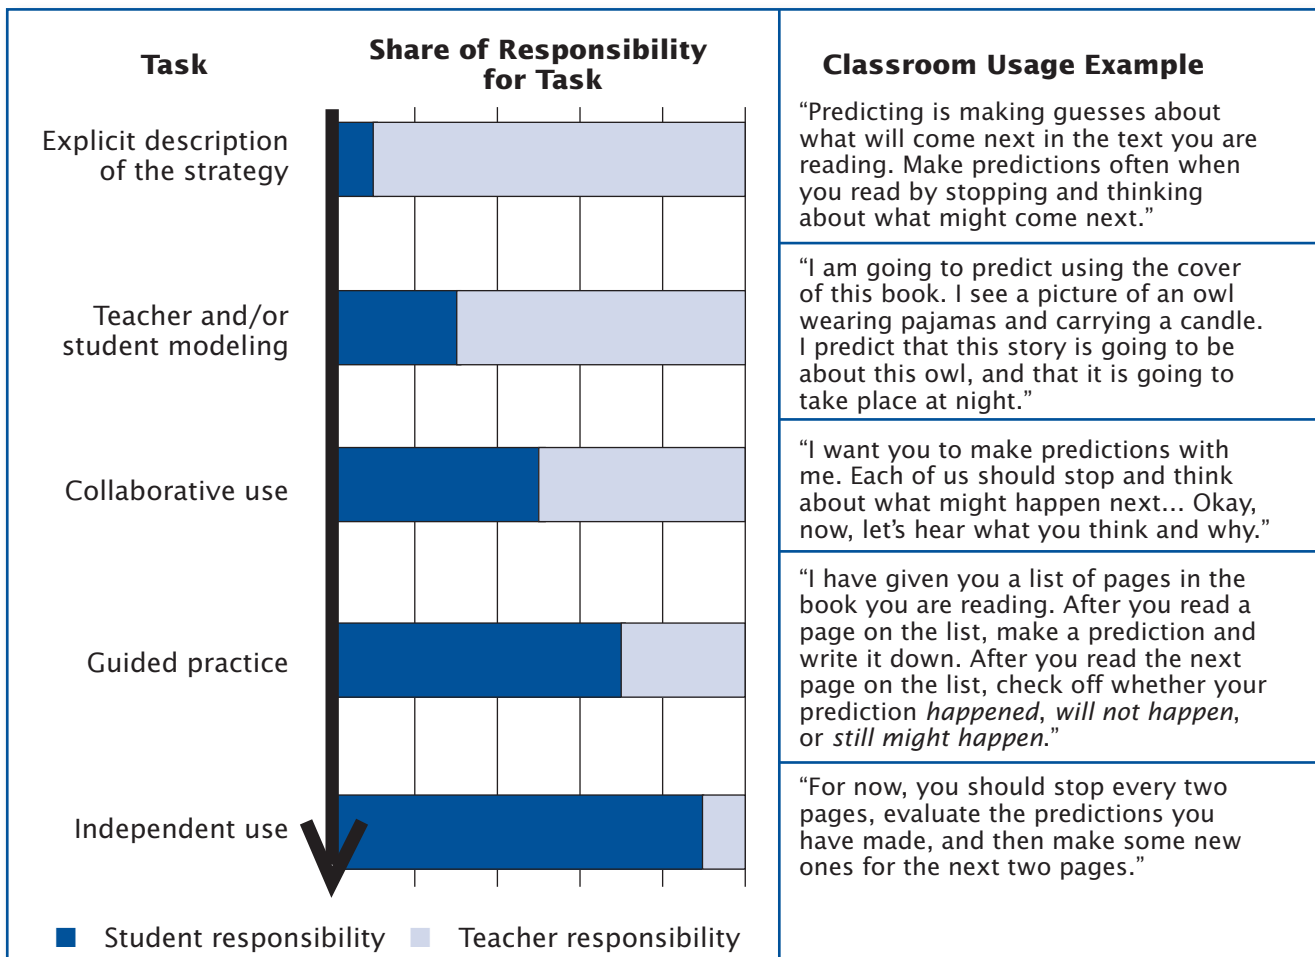 Task
Share of Responsibility
for Task
Classroom Usage Example
Explicit description
of the strategy
“Predicting is making guesses about
what will come next in the text you are
reading. Make predictions often when
you read by stopping and thinking
about what might come next.”
Teacher and/or
student modeling
“I am going to predict using the cover
of this book. I see a picture of an owl
wearing pajamas and carrying a candle.
I predict that this story is going to be
about this owl, and that it is going to
take place at night.”
Collaborative use
“I want you to make predictions with
me. Each of us should stop and think
about what might happen next... Okay,
now, let’s hear what you think and why.”
Guided practice
“I have given you a list of pages in the
book you are reading. After you read a
page on the list, make a prediction and
write it down. After you read the next
page on the list, check off whether your
prediction happened, will not happen,
or still might happen.”
Independent use
“For now, you should stop every two
pages, evaluate the predictions you
have made, and then make some new
ones for the next two pages.”
Student responsibility
Teacher responsibility